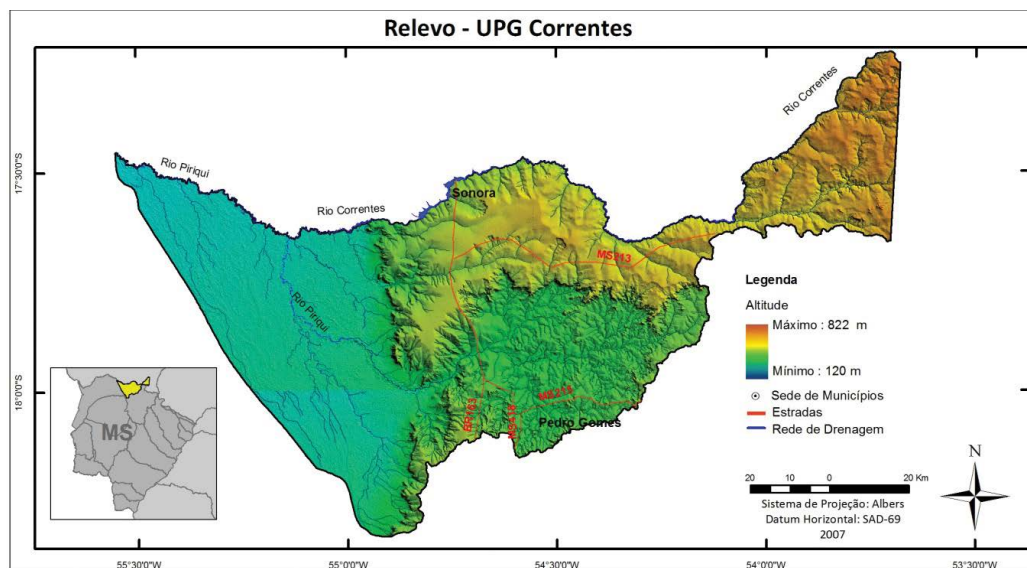 Relevo - UPG Correntes
Rio Correntes
Rio Piriqui
Rio Correntes
Sonora
MS213
Rio Piriqui
BR163
MS215
Pedro Gomes
17°30'0"S
18°0'0"S
MS
Legenda
Altitude
Máximo : 822 m
Mínimo : 120 m
Sede de Municípios
Estradas
Rede de Drenagem
N
20 10 0 20 Km
Sistema de Projeção: Albers
Datum Horizontal: SAD-69
2007
55°30'0"W 55°0'0"W 54°30'0"W 54°0'0"W 53°30'0"W